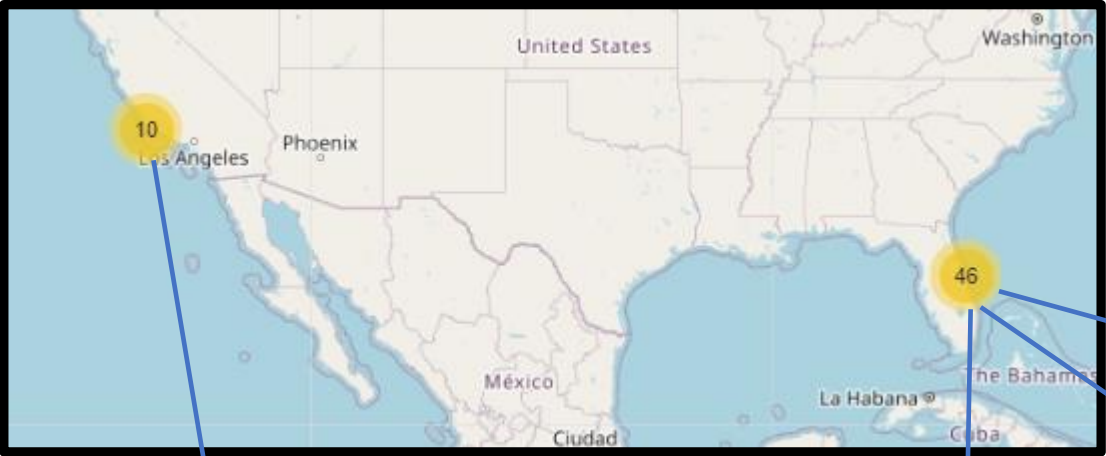 Washington
United States
10
Phoenix
Los Angeles
46
The Bahamas
México
La Habana
Cuba
Ciudad